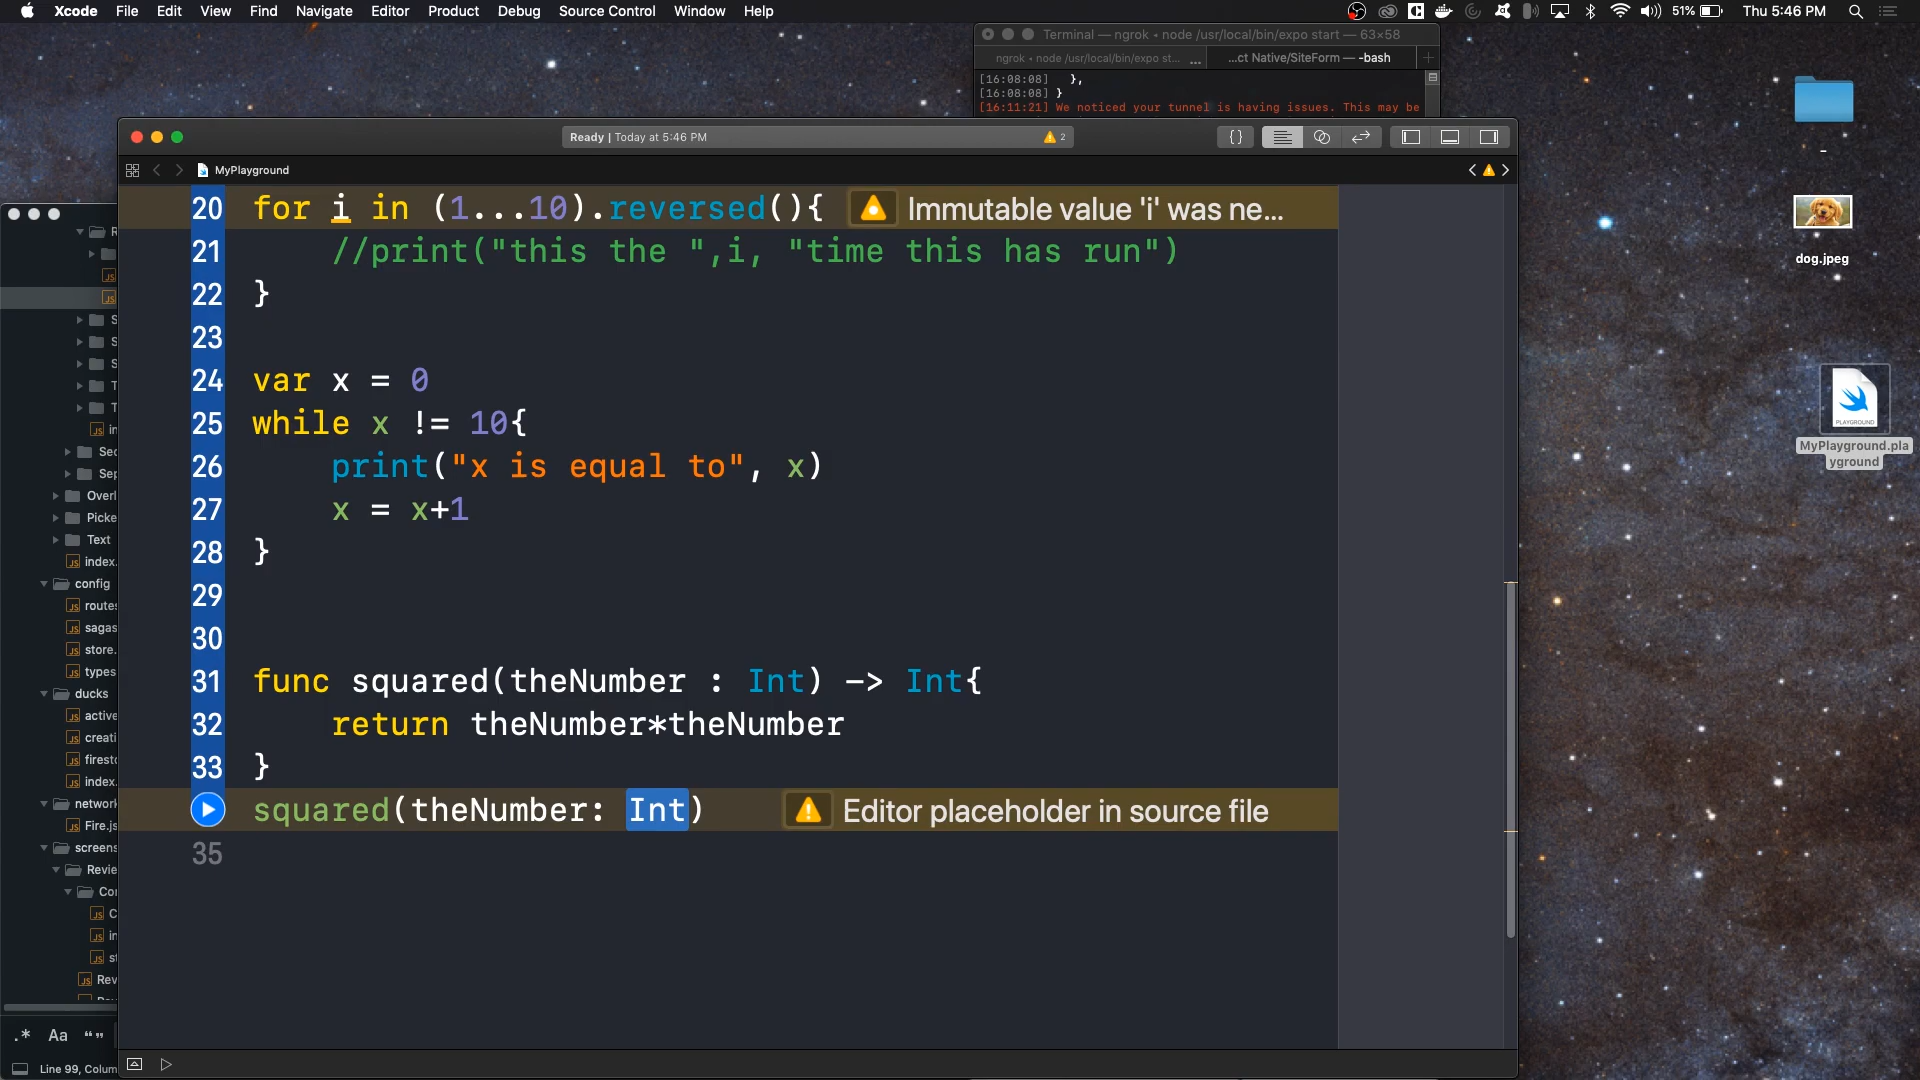 Xcode File Edit View Find Navigate Editor Product Debug Source Control Window Help
51% Thu 5:46 PM
Terminal — ngrok • node /usr/local/bin/expo start — 63×58
ngrok • node /usr/local/bin/expo st... ...ct Native/SiteForm — -bash
[16:08:08] },
[16:08:08] }
[16:11:21] We noticed your tunnel is having issues. This may be
Ready | Today at 5:46 PM 2
MyPlayground
20 for i in (1...10).reversed(){ Immutable value 'i' was ne...
21 //print("this the ",i, "time this has run")
22 }
23
24 var x = 0
25 while x != 10{
26 print("x is equal to", x)
27 x = x+1
28 }
29
30
31 func squared(theNumber : Int) -> Int{
32 return theNumber*theNumber
33 }
squared(theNumber: Int) Editor placeholder in source file
35
Sec
Sep
Overl
Picke
Text
index.
config
routes
sagas
store.
types
ducks
active
creati
firesto
index.
network
Fire.js
screens
Revie
Cor
Rev
.* Aa “ ”
Line 99, Colum
dog.jpeg
PLAYGROUND
MyPlayground.pla
yground